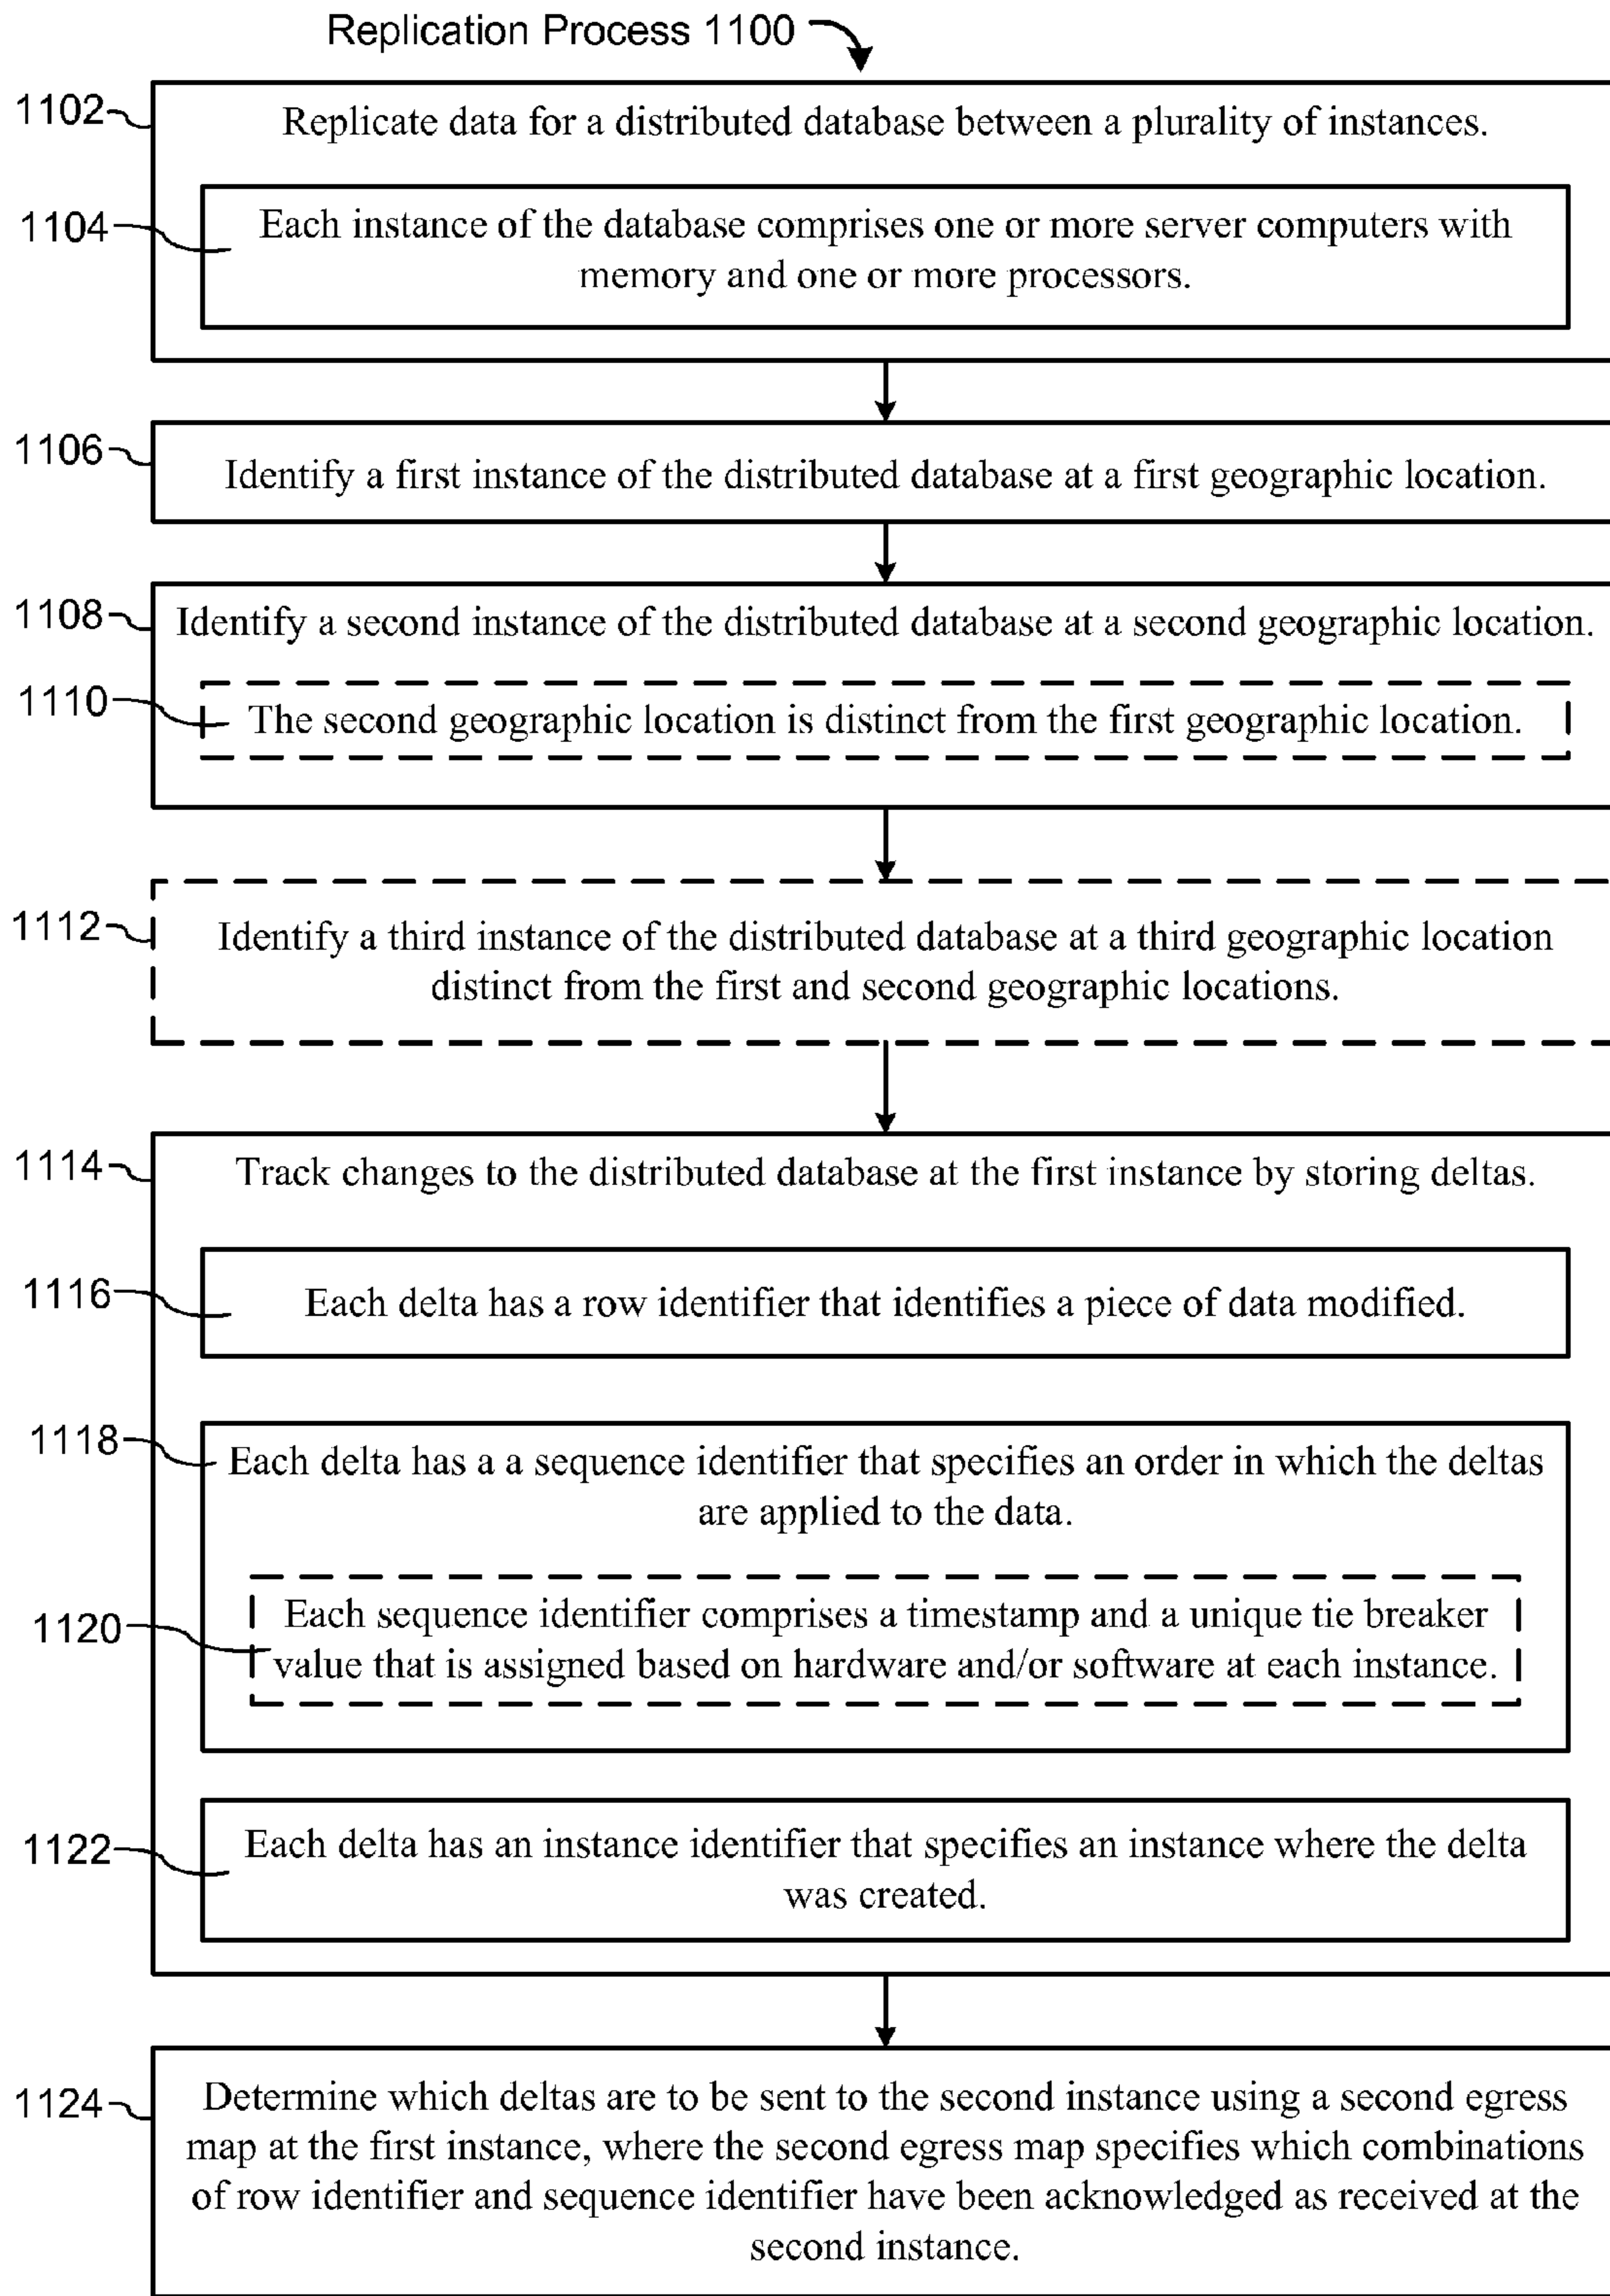 Replication Process 1100
1102
Replicate data for a distributed database between a plurality of instances.
1104
Each instance of the database comprises one or more server computers with
memory and one or more processors.
1106
Identify a first instance of the distributed database at a first geographic location.
1108
Identify a second instance of the distributed database at a second geographic location.
1110
The second geographic location is distinct from the first geographic location.
1112
Identify a third instance of the distributed database at a third geographic location
distinct from the first and second geographic locations.
1114
Track changes to the distributed database at the first instance by storing deltas.
1116
Each delta has a row identifier that identifies a piece of data modified.
1118
Each delta has a a sequence identifier that specifies an order in which the deltas
are applied to the data.
1120
Each sequence identifier comprises a timestamp and a unique tie breaker
value that is assigned based on hardware and/or software at each instance.
1122
Each delta has an instance identifier that specifies an instance where the delta
was created.
1124
Determine which deltas are to be sent to the second instance using a second egress
map at the first instance, where the second egress map specifies which combinations
of row identifier and sequence identifier have been acknowledged as received at the
second instance.